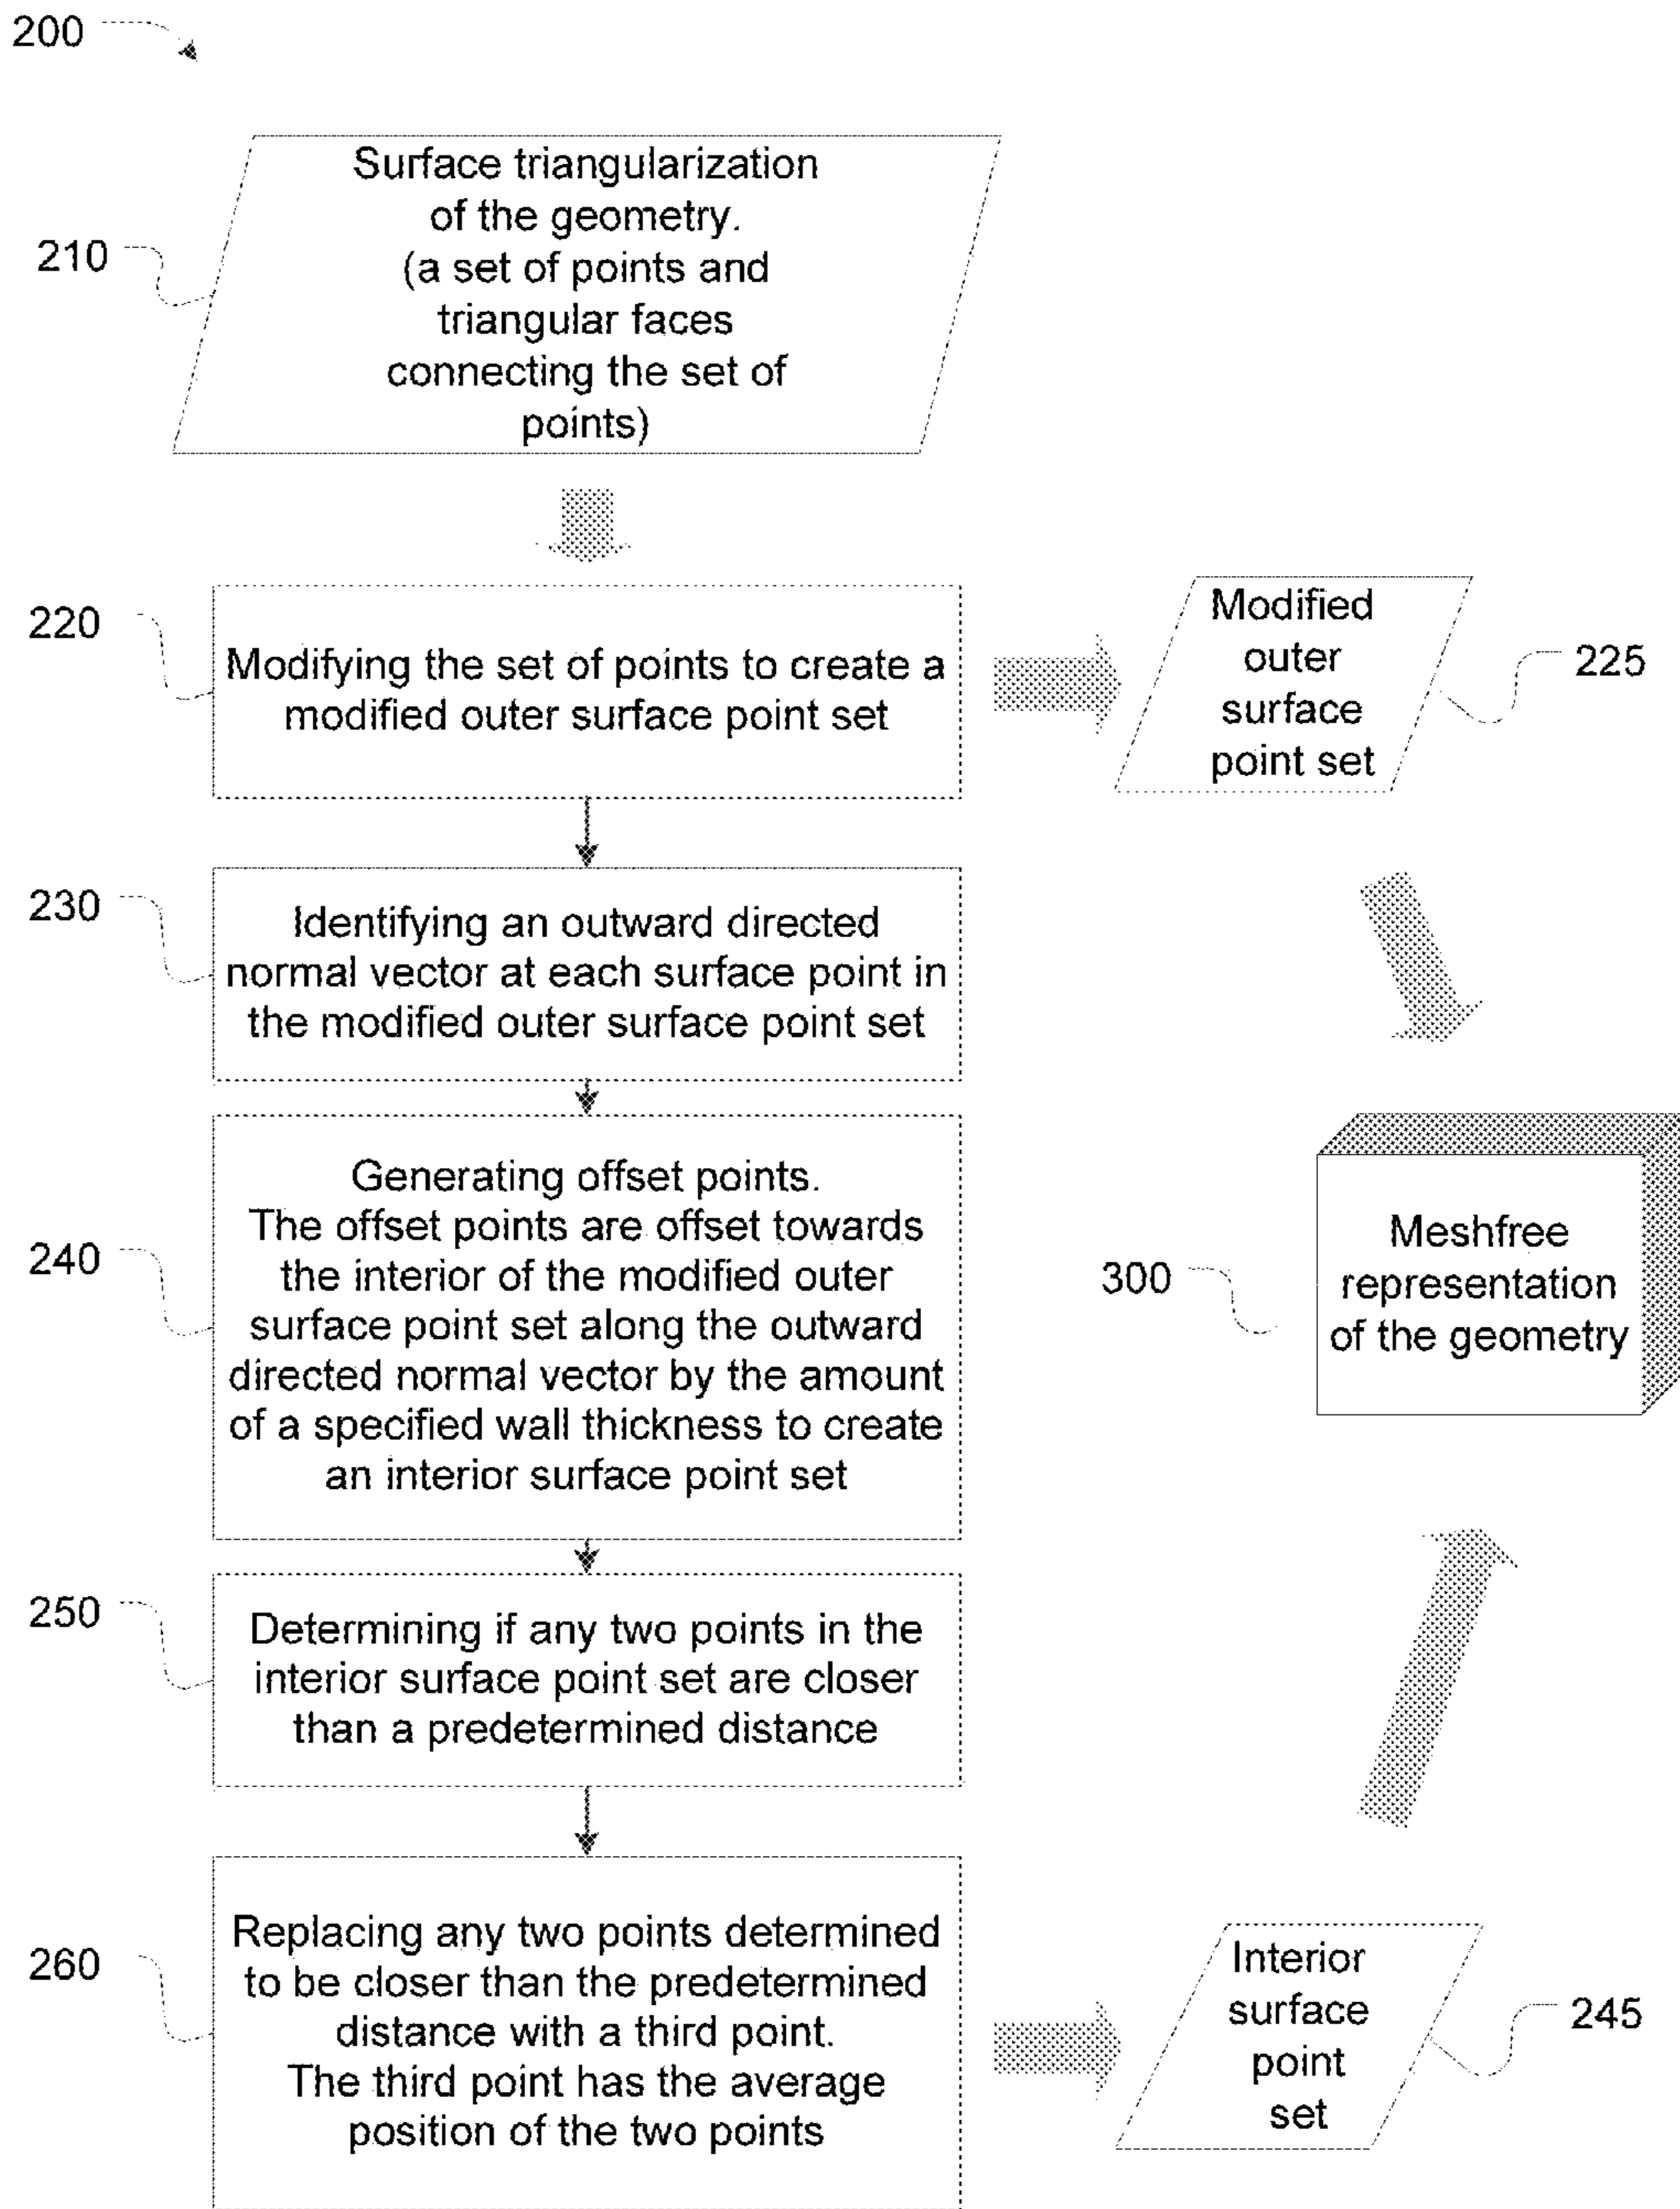 200
Surface triangularization
of the geometry.
(a set of points and
triangular faces
connecting the set of
points)
210
220
Modifying the set of points to create a
modified outer surface point set
Modified
outer
surface
point set
225
230
Identifying an outward directed
normal vector at each surface point in
the modified outer surface point set
240
Generating offset points.
The offset points are offset towards
the interior of the modified outer
surface point set along the outward
directed normal vector by the amount
of a specified wall thickness to create
an interior surface point set
300
Meshfree
representation
of the geometry
250
Determining if any two points in the
interior surface point set are closer
than a predetermined distance
260
Replacing any two points determined
to be closer than the predetermined
distance with a third point.
The third point has the average
position of the two points
Interior
surface
point
set
245